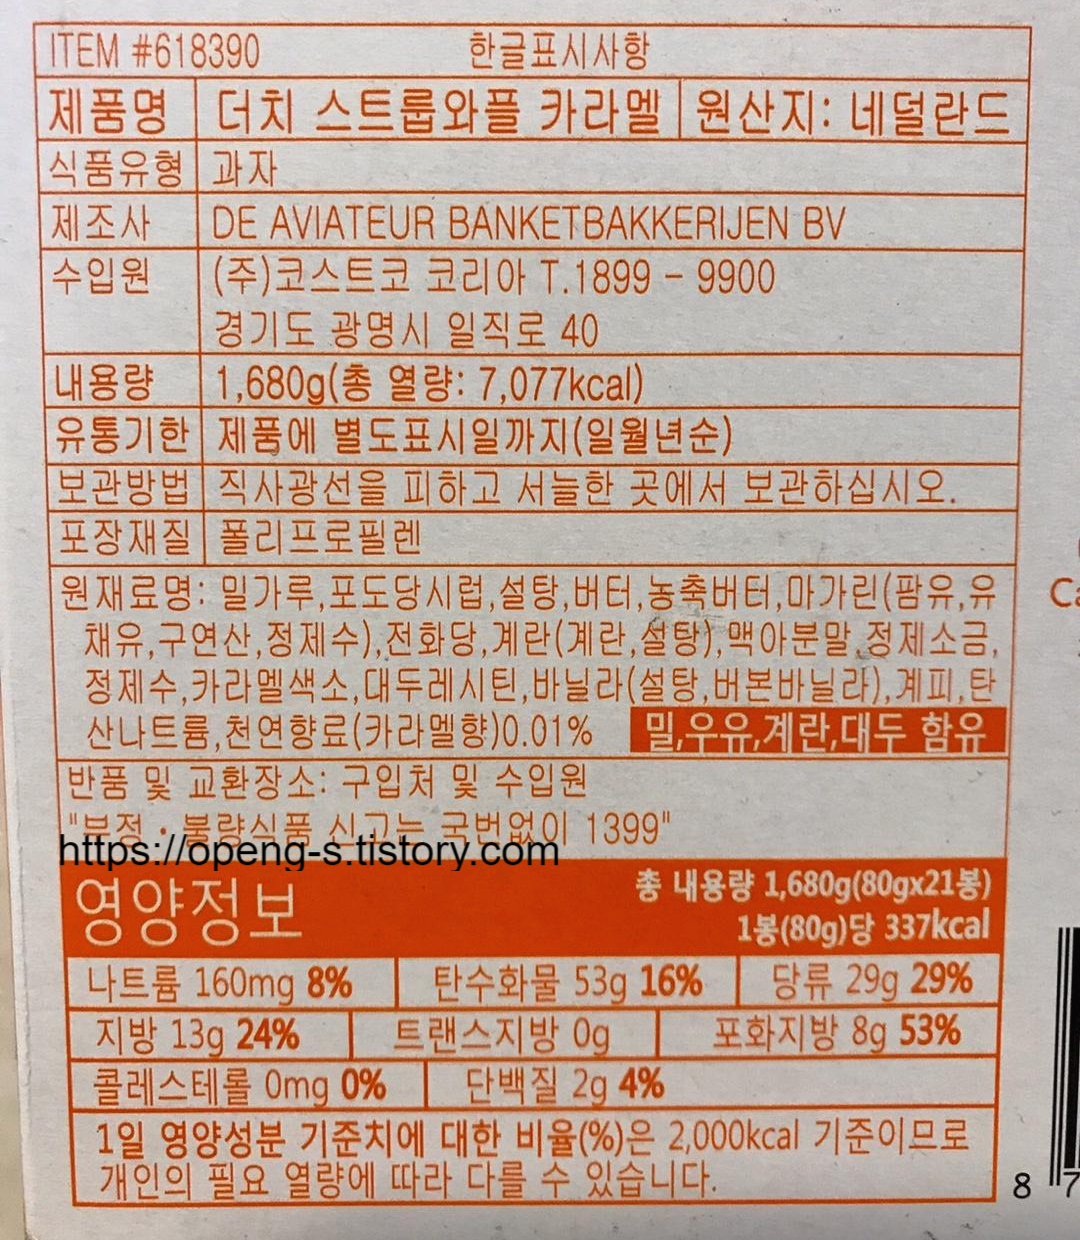 ITEM #618390 한글표시사항
제품명 더치 스트룹와플 카라멜 원산지: 네덜란드
식품유형 과자
제조사 DE AVIATEUR BANKETBAKKERIJEN BV
수입원 (주)코스트코 코리아 T.1899 - 9900
경기도 광명시 일직로 40
내용량 1,680g(총 열량: 7,077kcal)
유통기한 제품에 별도표시일까지(일월년순)
보관방법 직사광선을 피하고 서늘한 곳에서 보관하십시오.
포장재질 폴리프로필렌
원재료명: 밀가루,포도당시럽,설탕,버터,농축버터,마가린(팜유,유
채유,구연산,정제수),전화당,계란(계란,설탕),맥아분말,정제소금,
정제수,카라멜색소,대두레시틴,바닐라(설탕,버본바닐라),계피,탄
산나트륨,천연향료(카라멜향)0.01% 밀,우유,계란,대두 함유
반품 및 교환장소: 구입처 및 수입원
"부정·불량식품 신고는 국번없이 1399"
https://openg-s.tistory.com
영양정보 총 내용량 1,680g(80gx21봉)
1봉(80g)당 337kcal
나트륨 160mg 8% 탄수화물 53g 16% 당류 29g 29%
지방 13g 24% 트랜스지방 0g 포화지방 8g 53%
콜레스테롤 0mg 0% 단백질 2g 4%
1일 영양성분 기준치에 대한 비율(%)은 2,000kcal 기준이므로
개인의 필요 열량에 따라 다를 수 있습니다.
Ca
8 7